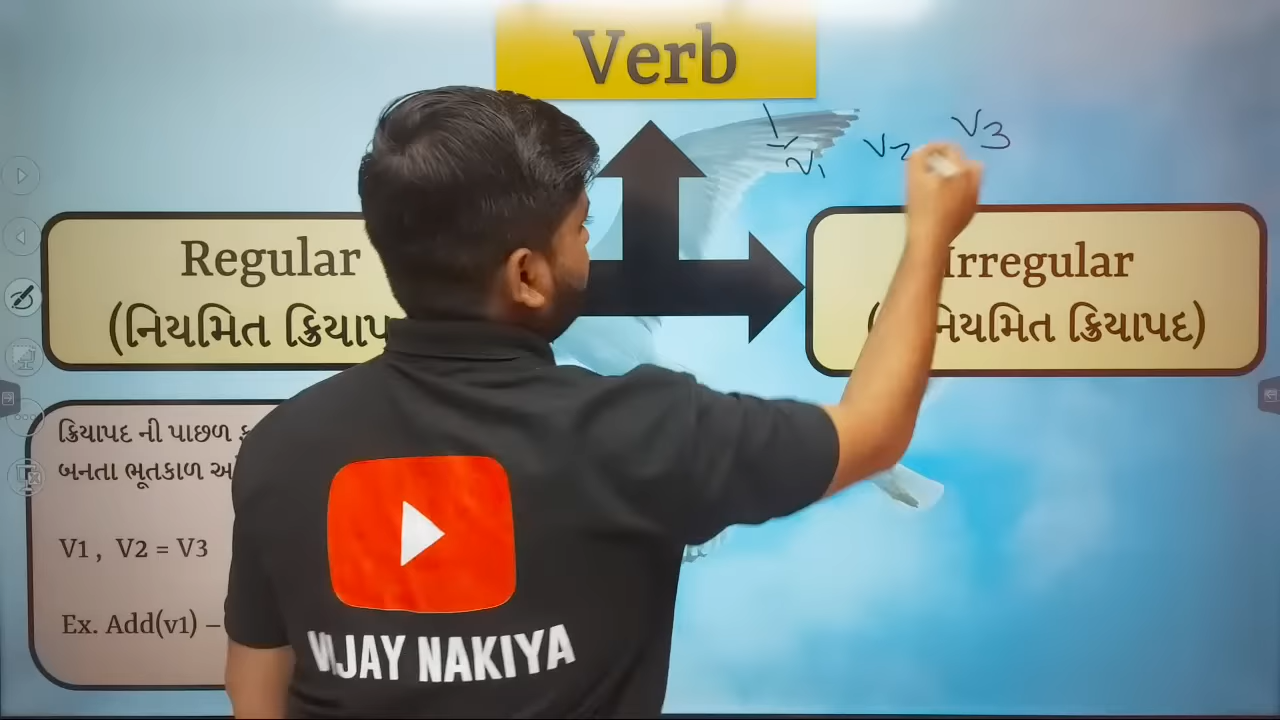 Verb
V1 V2 V3
Regular
(નિયમિત
Irregular
ક્રિયાપદ)
ક્રિયાપદ ની પાછળ
બનતા ભૂતકાળ
V1 , V2 = V3
Ex. Add(v1) –
VIJAY NAKIYA